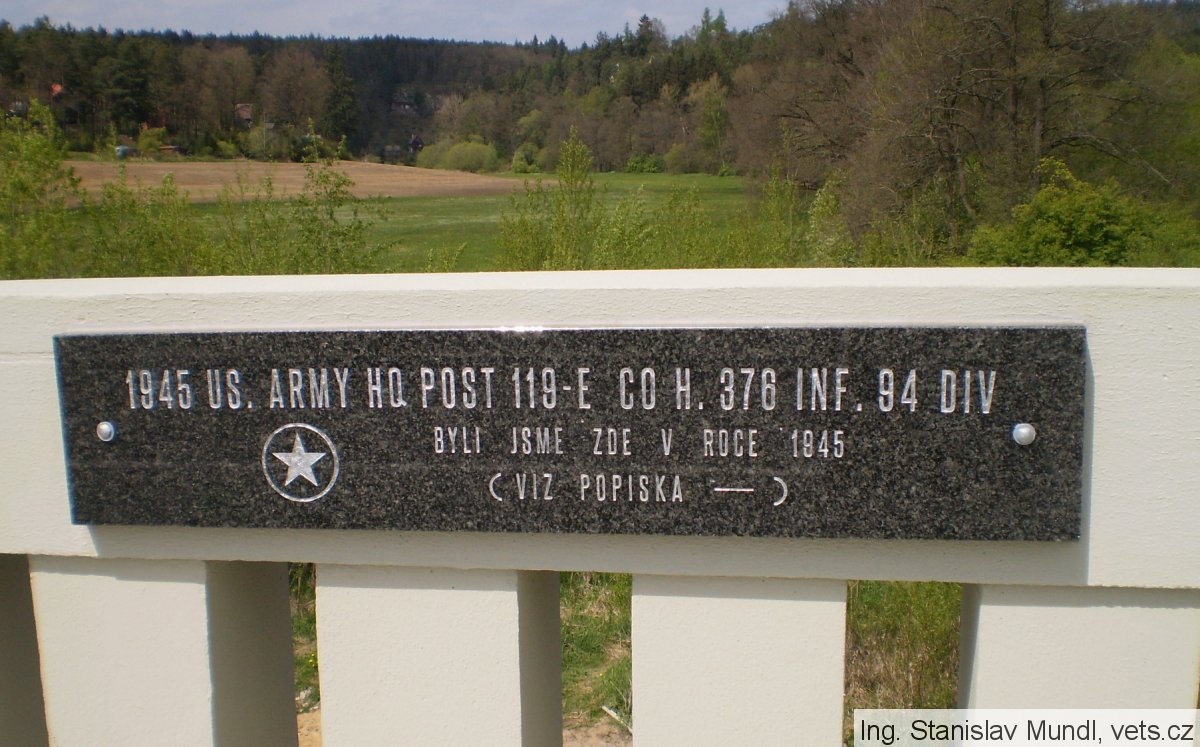 1945 US. ARMY HQ POST 119-E CO H. 376 INF. 94 DIV
BYLI JSME ZDE V ROCE 1945
(VIZ POPISKA —)
Ing. Stanislav Mundl, vets.cz